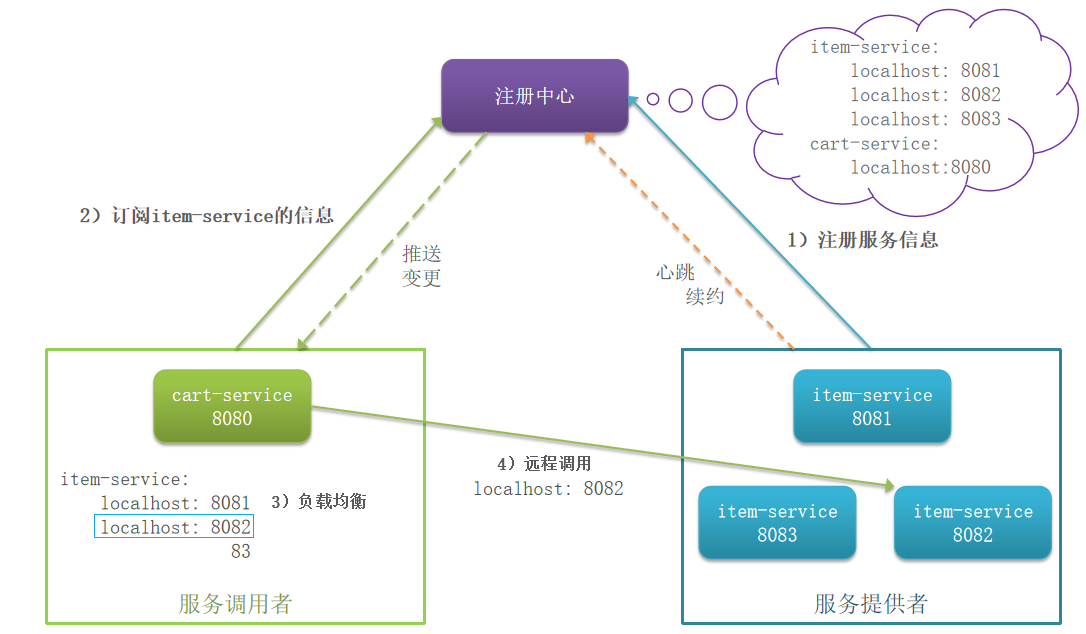 注册中心
item-service:
localhost: 8081
localhost: 8082
localhost: 8083
cart-service:
localhost:8080
2）订阅item-service的信息
推送
变更
心跳
续约
1）注册服务信息
cart-service
8080
item-service:
localhost: 8081
localhost: 8082
83
3）负载均衡
服务调用者
4）远程调用
localhost: 8082
item-service
8081
item-service
8083
item-service
8082
服务提供者